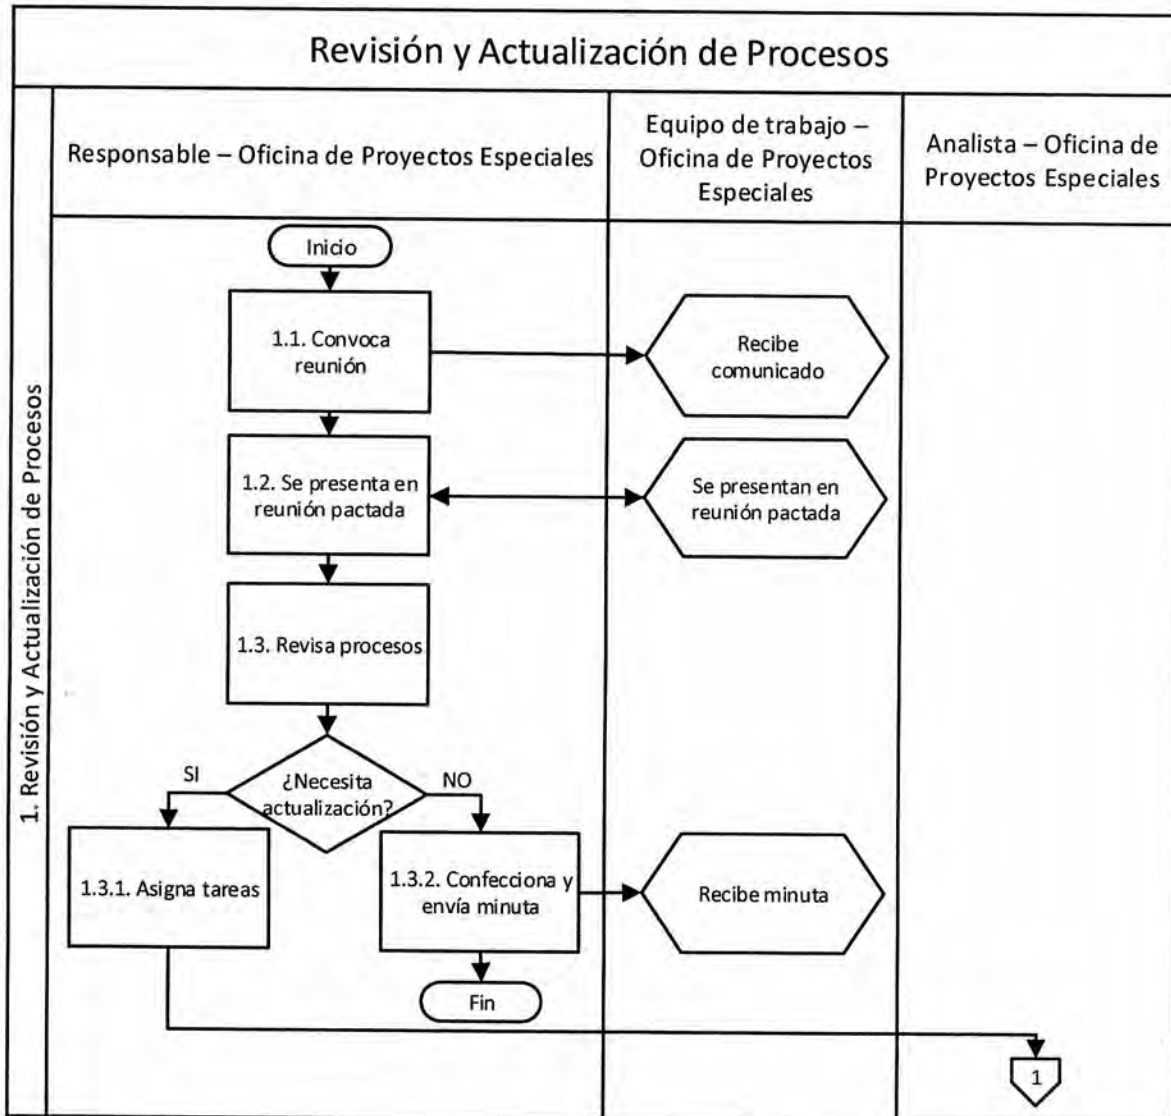 Revisión y Actualización de Procesos
1. Revisión y Actualización de Procesos
Responsable – Oficina de Proyectos Especiales
Equipo de trabajo –
Oficina de Proyectos
Especiales
Analista – Oficina de
Proyectos Especiales
Inicio
1.1. Convoca
reunión
Recibe
comunicado
1.2. Se presenta en
reunión pactada
Se presentan en
reunión pactada
1.3. Revisa procesos
¿Necesita
actualización?
SI
NO
1.3.1. Asigna tareas
1.3.2. Confecciona y
envía minuta
Recibe minuta
Fin
1